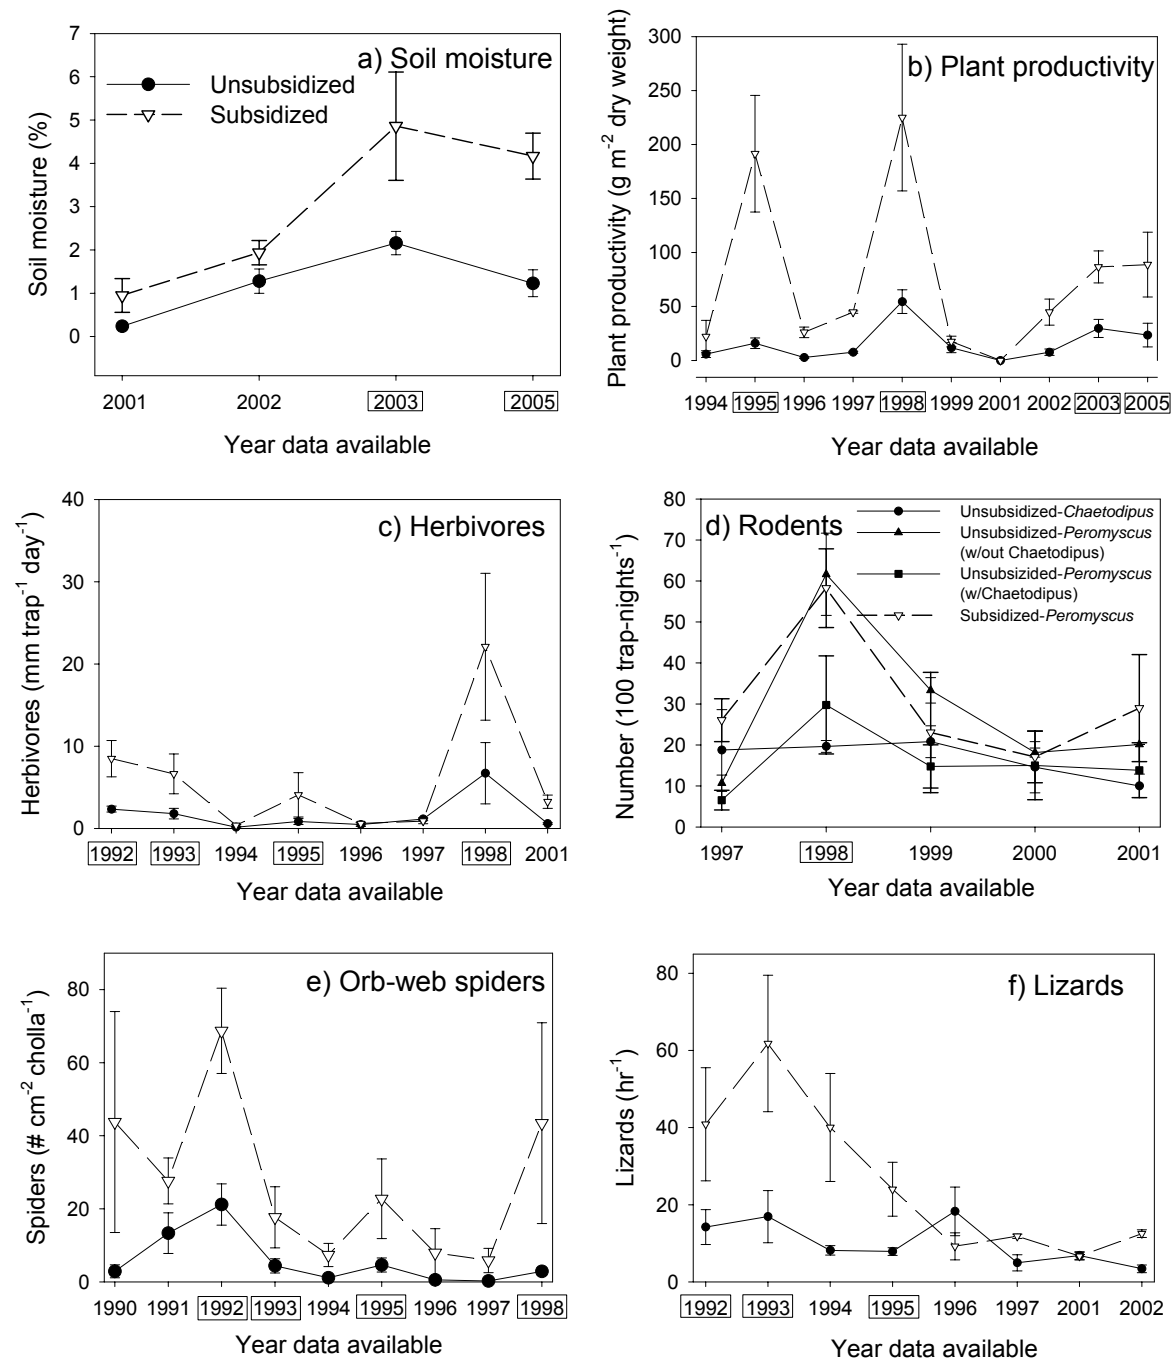 a) Soil moisture
Unsubsidized
Subsidized
Soil moisture (%)
7
6
5
4
3
2
1
0
2001 2002 2003 2005
Year data available
b) Plant productivity
Plant productivity (g m-2 dry weight)
300
250
200
150
100
50
0
1994 1995 1996 1997 1998 1999 2001 2002 2003 2005
Year data available
c) Herbivores
Herbivores (mm trap-1 day-1)
40
30
20
10
0
1992 1993 1994 1995 1996 1997 1998 2001
Year data available
d) Rodents
Unsubsidized-Chaetodipus
Unsubsidized-Peromyscus
(w/out Chaetodipus)
Unsubsizided-Peromyscus
(w/Chaetodipus)
Subsidized-Peromyscus
Number (100 trap-nights-1)
80
70
60
50
40
30
20
10
0
1997 1998 1999 2000 2001
Year data available
e) Orb-web spiders
Spiders (# cm-2 cholla-1)
80
60
40
20
0
1990 1991 1992 1993 1994 1995 1996 1997 1998
Year data available
f) Lizards
Lizards (hr-1)
80
60
40
20
0
1992 1993 1994 1995 1996 1997 2001 2002
Year data available